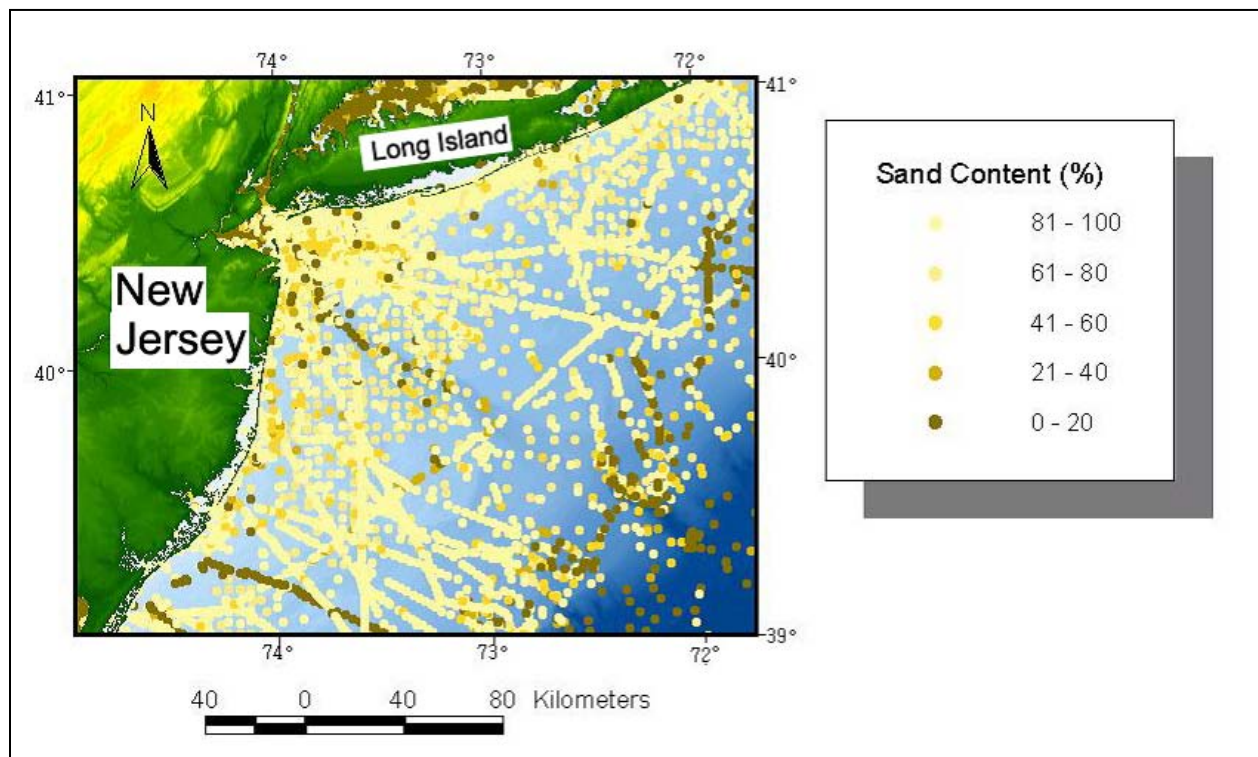 74° 73° 72°
41° 41°
N
Long Island
New
Jersey
40° 40°
39°
74° 73° 72°
40 0 40 80 Kilometers
Sand Content (%)
81 - 100
61 - 80
41 - 60
21 - 40
0 - 20